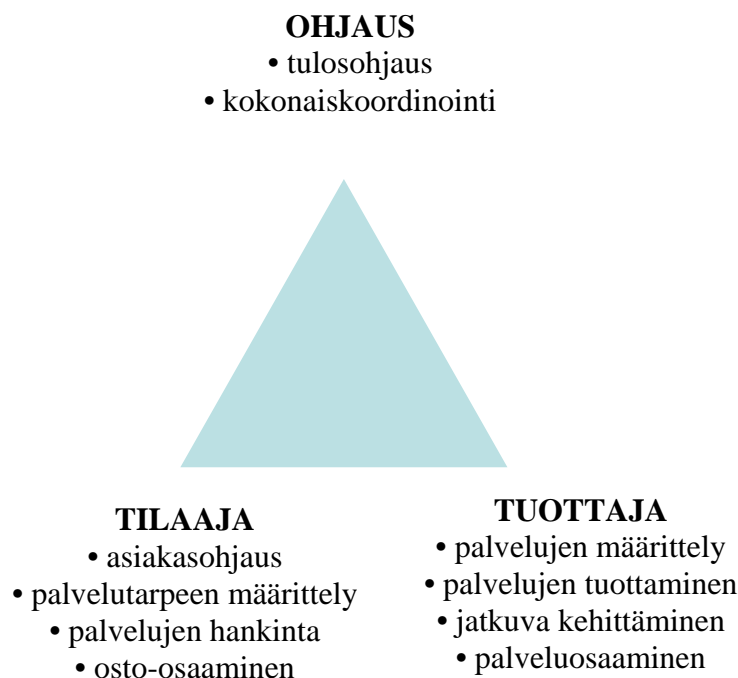 OHJAUS
• tulosohjaus
• kokonaiskoordinointi
TILAAJA
• asiakasohjaus
• palvelutarpeen määrittely
• palvelujen hankinta
• osto-osaaminen
TUOTTAJA
• palvelujen määrittely
• palvelujen tuottaminen
• jatkuva kehittäminen
• palveluosaaminen